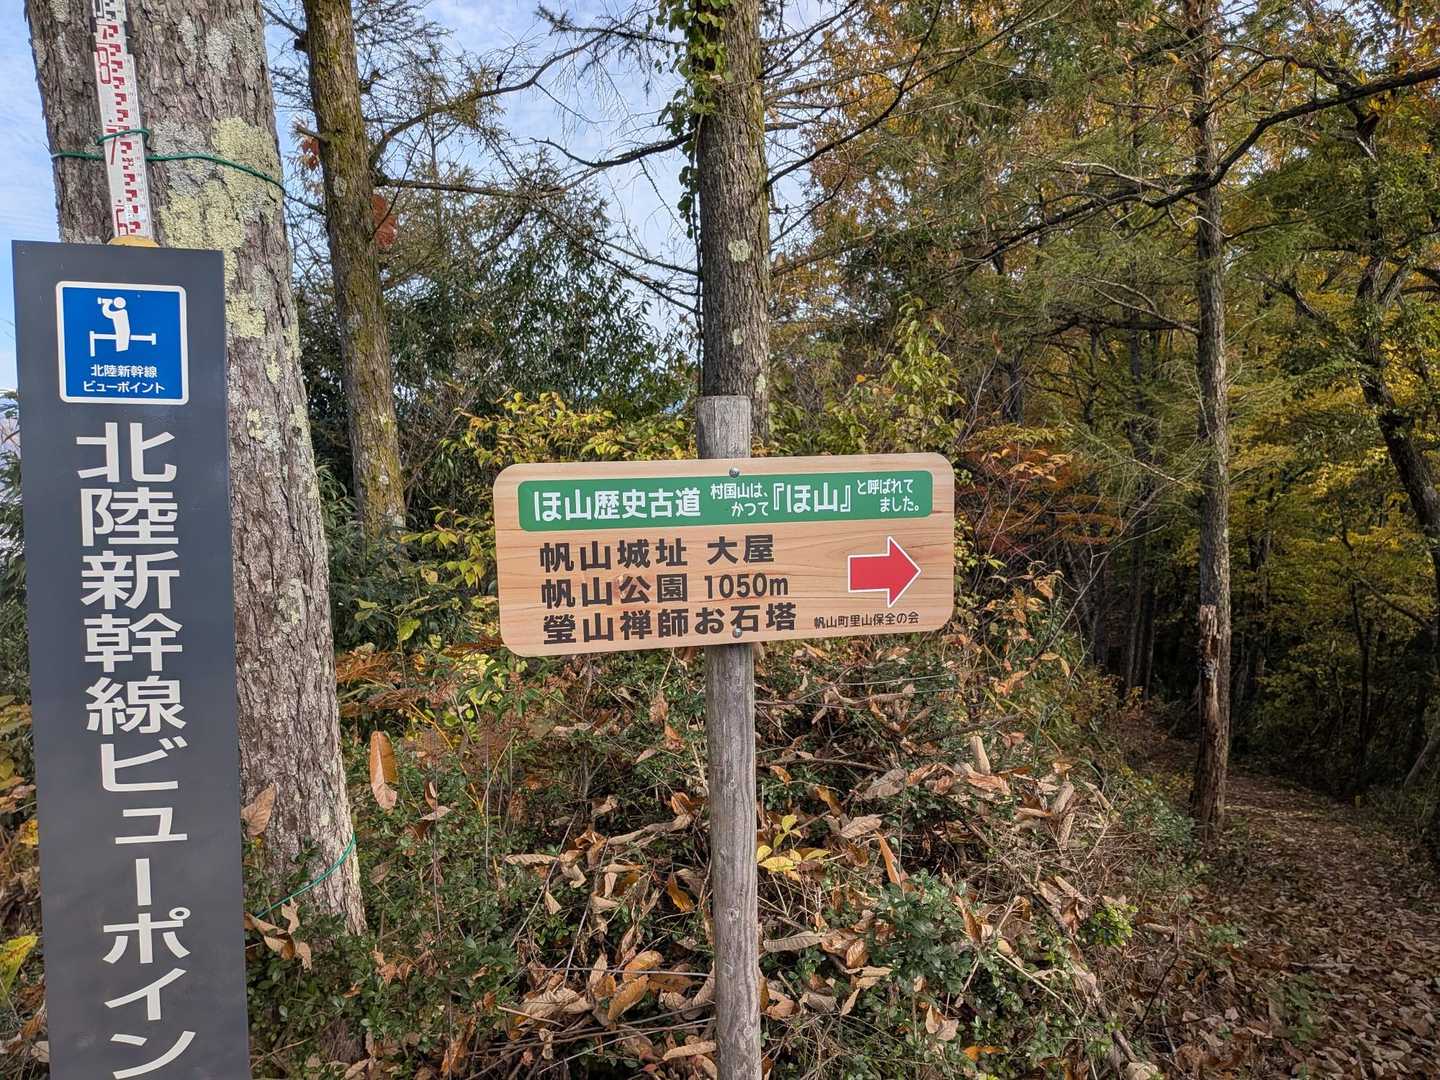 北陸新幹線
ビューポイント
北陸新幹線ビューポイン
ほ山歴史古道 村国山は、かつて『ほ山』と呼ばれてました。
帆山城址 大屋
帆山公園 1050m
瑩山禅師お石塔 帆山町里山保全の会